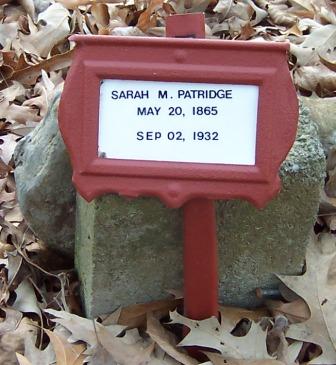 SARAH M. PATRIDGE
MAY 20, 1865
SEP 02, 1932